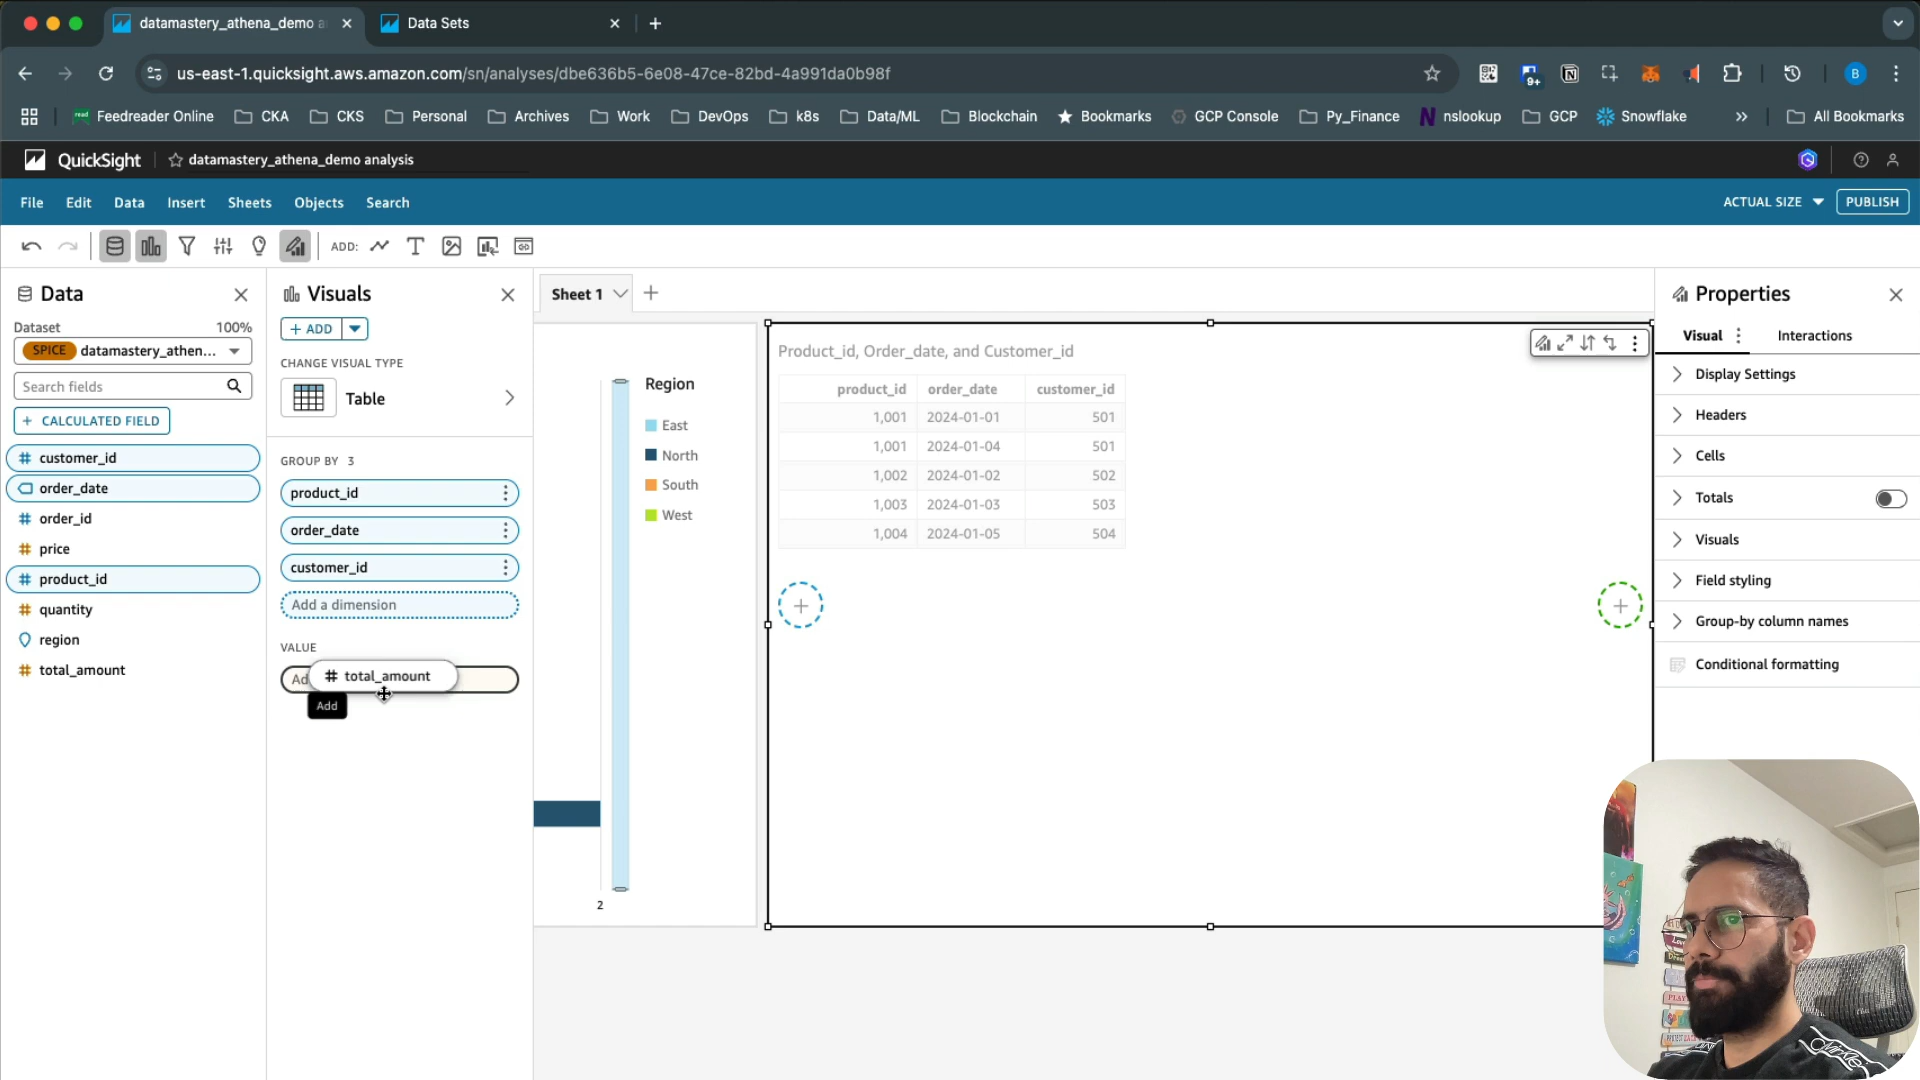 datamastery_athena_demo a
Data Sets
us-east-1.quicksight.aws.amazon.com/sn/analyses/dbe636b5-6e08-47ce-82bd-4a991da0b98f
9+
B
read
Feedreader Online
CKA
CKS
Personal
Archives
Work
DevOps
k8s
Data/ML
Blockchain
Bookmarks
GCP Console
Py_Finance
nslookup
GCP
Snowflake
All Bookmarks
QuickSight
datamastery_athena_demo analysis
File
Edit
Data
Insert
Sheets
Objects
Search
ACTUAL SIZE
PUBLISH
ADD:
Data
Dataset
100%
SPICE
datamastery_athen...
Search fields
+ CALCULATED FIELD
customer_id
order_date
order_id
price
product_id
quantity
region
total_amount
Visuals
+ ADD
CHANGE VISUAL TYPE
Table
GROUP BY 3
product_id
order_date
customer_id
Add a dimension
VALUE
Ad
# total_amount
Add
Sheet 1
Region
East
North
South
West
2
Product_id, Order_date, and Customer_id
product_id order_date customer_id
1,001 2024-01-01 501
1,001 2024-01-04 501
1,002 2024-01-02 502
1,003 2024-01-03 503
1,004 2024-01-05 504
Properties
Visual
Interactions
Display Settings
Headers
Cells
Totals
Visuals
Field styling
Group-by column names
Conditional formatting